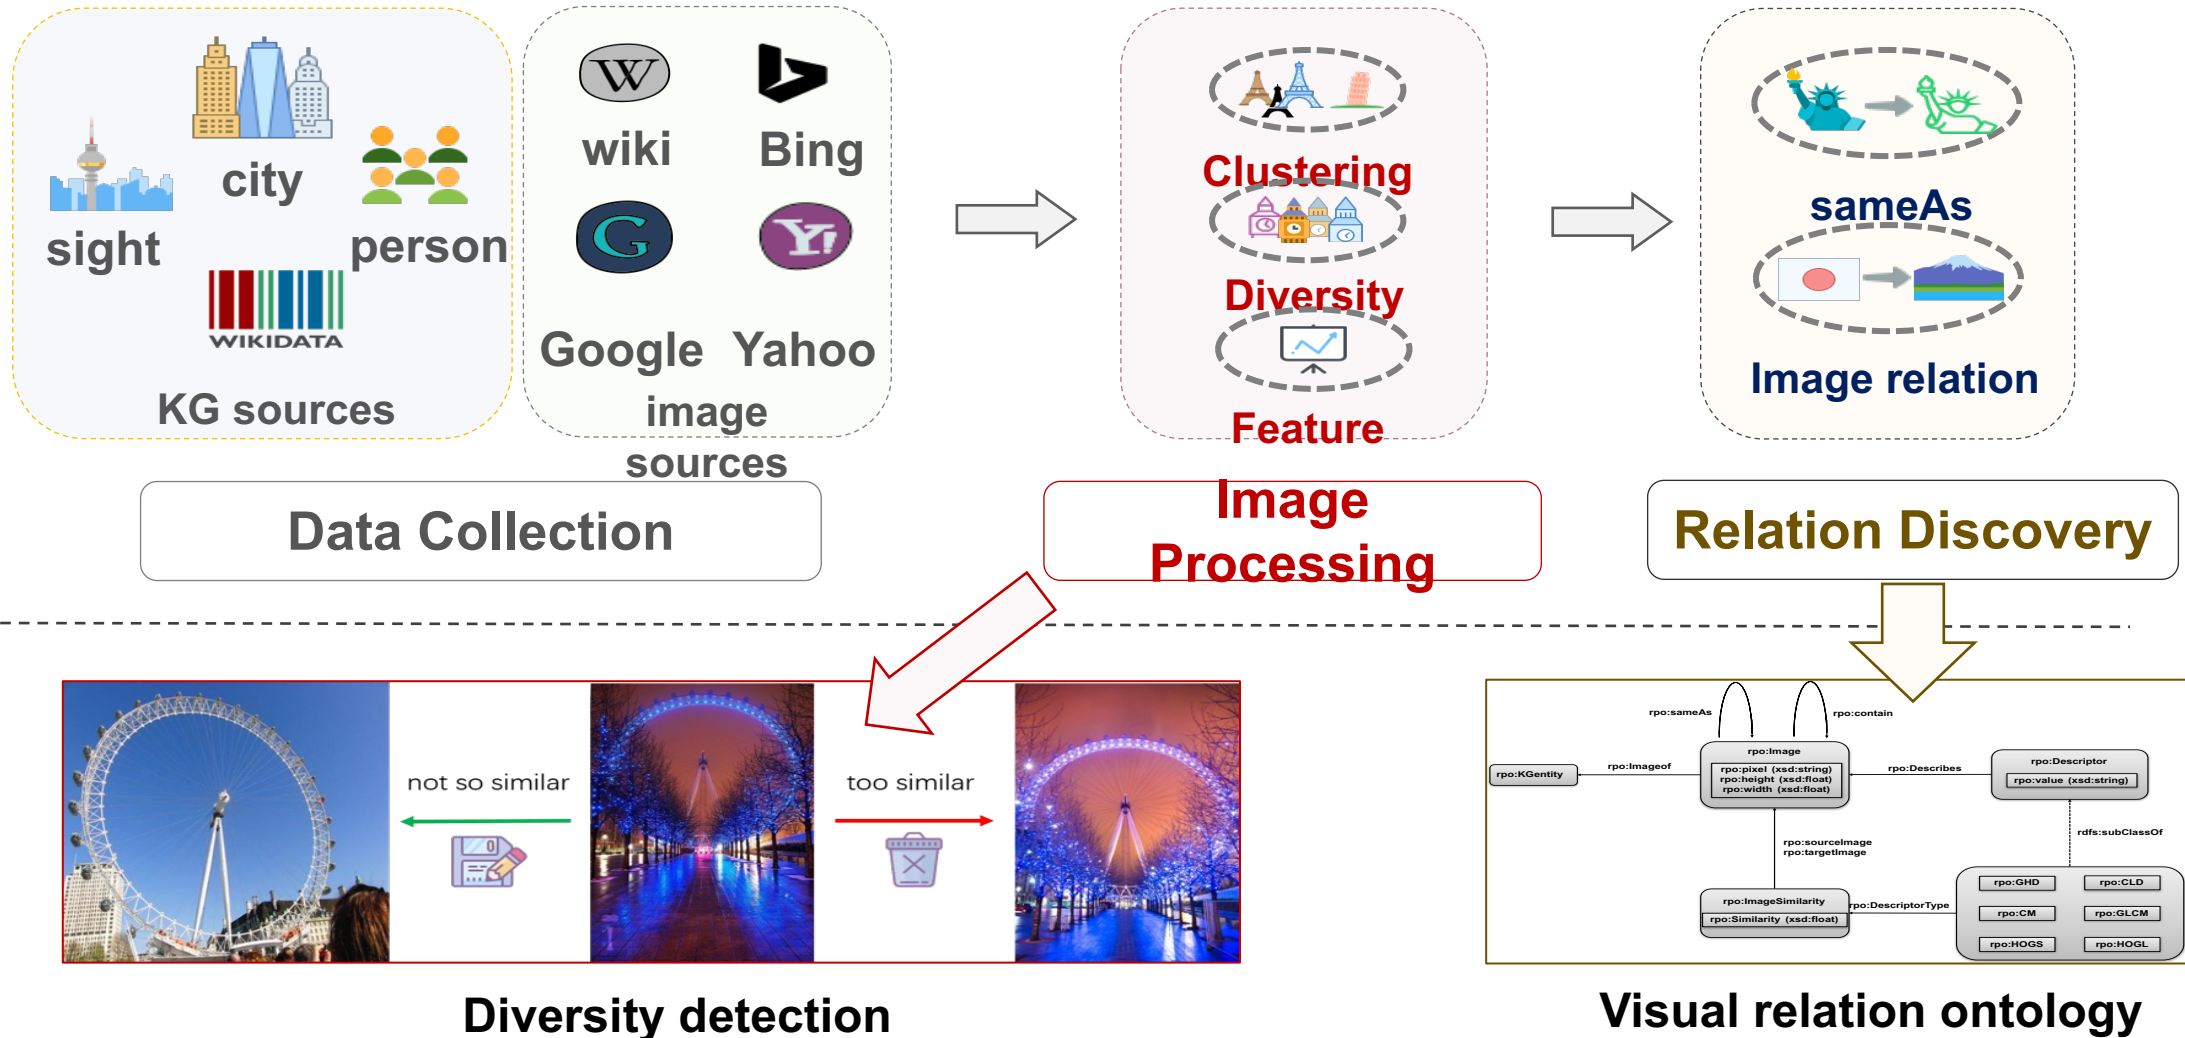 city
sight
person
WIKIDATA
KG sources
W
wiki
Bing
G
Y!
Google
Yahoo
image
sources
Data Collection
Clustering
Diversity
Feature
Image
Processing
sameAs
Image relation
Relation Discovery
not so similar
too similar
Diversity detection
rpo:sameAs
rpo:contain
rpo:Image
rpo:pixel (xsd:string)
rpo:height (xsd:float)
rpo:width (xsd:float)
rpo:KGentity
rpo:Imageof
rpo:Describes
rpo:Descriptor
rpo:value (xsd:string)
rdfs:subClassOf
rpo:sourceImage
rpo:targetImage
rpo:ImageSimilarity
rpo:Similarity (xsd:float)
rpo:DescriptorType
rpo:GHD
rpo:CLD
rpo:CM
rpo:GLCM
rpo:HOGS
rpo:HOGL
Visual relation ontology